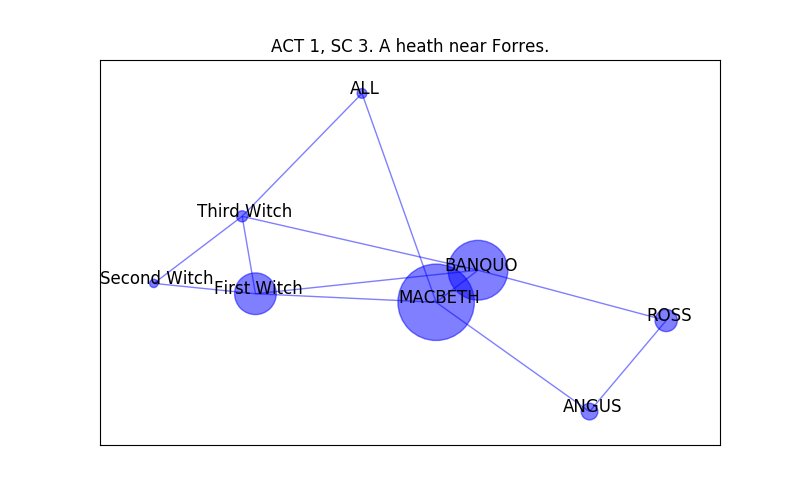 ACT 1, SC 3. A heath near Forres.
ALL
Third Witch
BANQUO
Second Witch
First Witch
MACBETH
ROSS
ANGUS